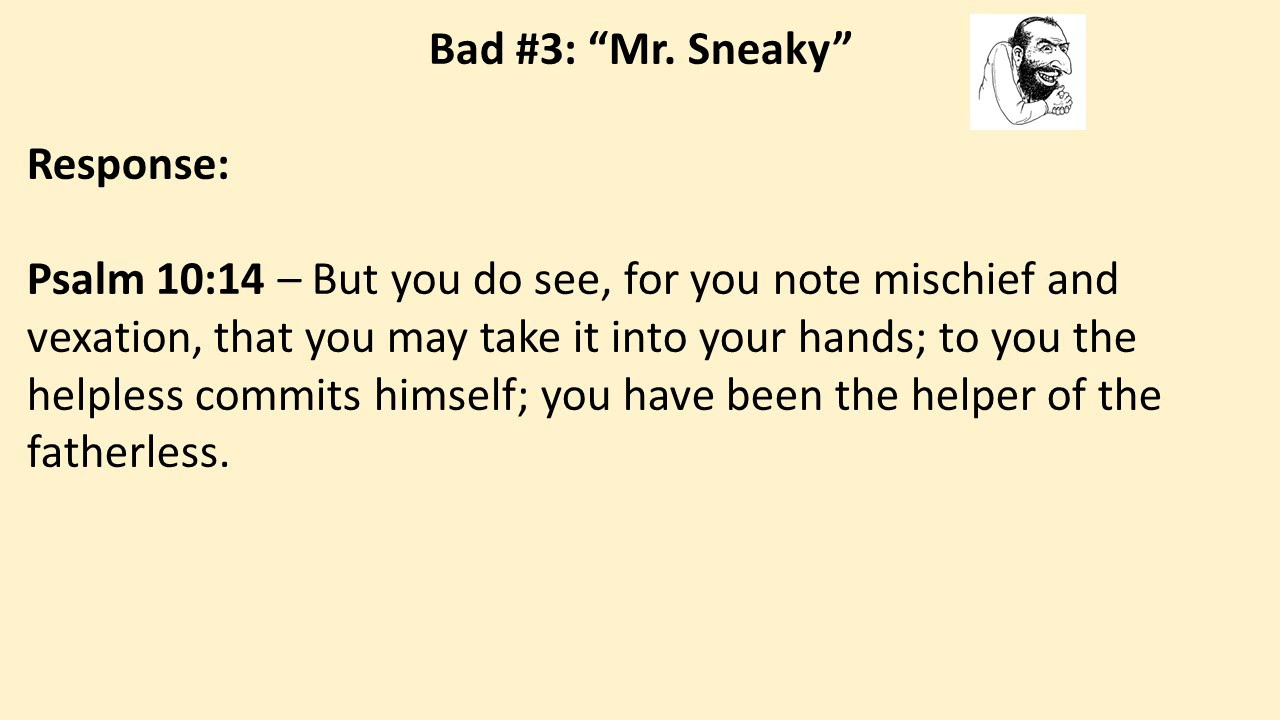 Bad #3: “Mr. Sneaky”
Response:
Psalm 10:14 – But you do see, for you note mischief and
vexation, that you may take it into your hands; to you the
helpless commits himself; you have been the helper of the
fatherless.